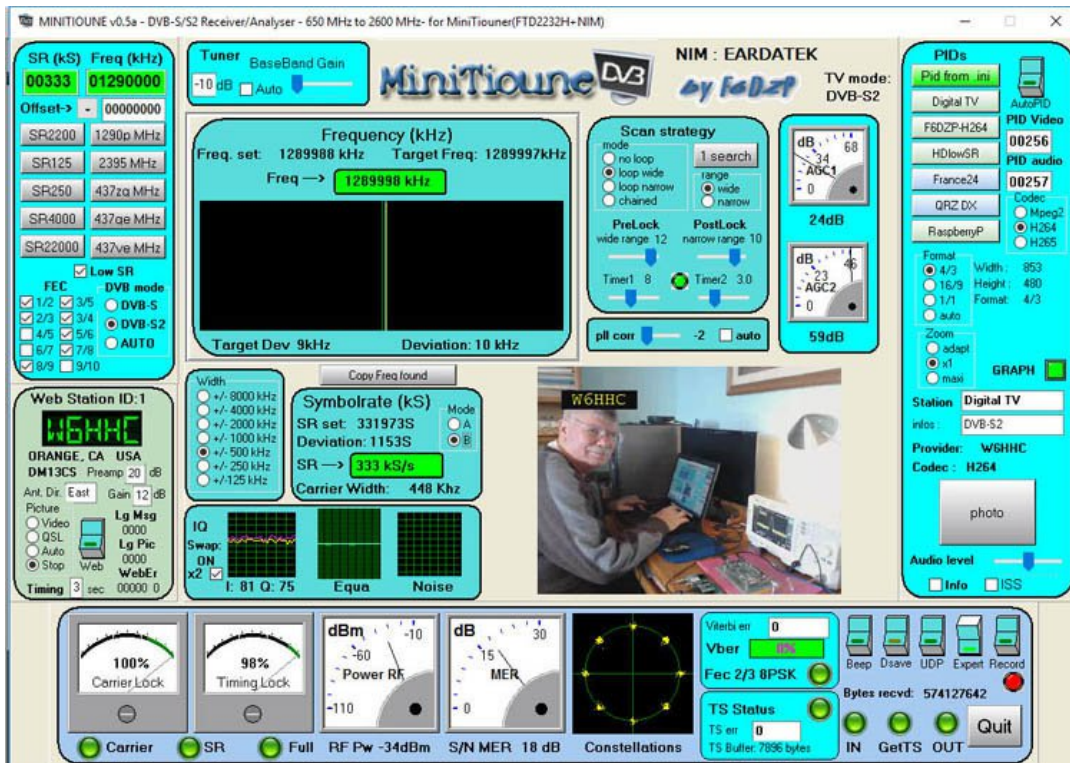 MINITIOUNE v0.5a - DVB-S/S2 Receiver/Analyser - 650 MHz to 2600 MHz- for MiniTiouner(FTD2232H+NIM)
SR (kS) Freq (kHz)
00333 01290000
Offset-> - 00000000
SR2200 1290p MHz
SR125 2395 MHz
SR250 437za MHz
SR4000 437qe MHz
SR22000 437ve MHz
Low SR
FEC
1/2 3/5
2/3 3/4
4/5 5/6
6/7 7/8
8/9 9/10
DVB mode
DVB-S
DVB-S2
AUTO
Tuner
BaseBand Gain
-10 dB Auto
MiniTioune DVB
by F6DZP
NIM : EARDATEK
TV mode:
DVB-S2
Frequency (kHz)
Freq. set: 1289988 kHz Target Freq: 1289997kHz
Freq --> 1289998 kHz
Target Dev 9kHz Deviation: 10 kHz
Scan strategy
mode
no loop
loop wide
loop narrow
chained
1 search
range
wide
narrow
PreLock PostLock
wide range 12 narrow range 10
Timer1 8 Timer2 3.0
pll corr -2 auto
dB 34 68
AGC1
0
24dB
dB 23 46
AGC2
0
59dB
PIDs
Pid from .ini
Digital TV
F6DZP-H264
HDlowSR
France24
QRZ DX
RaspberryP
AutoPID
PID Video
00256
PID audio
00257
Codec
Mpeg2
H264
H265
Format
4/3
16/9
1/1
auto
Width : 853
Height : 480
Format: 4/3
Zoom
adapt
x1
maxi
GRAPH
Station Digital TV
infos : DVB-S2
Provider: W6HHC
Codec : H264
photo
Audio level
Info ISS
Web Station ID:1
W6HHC
ORANGE, CA USA
DM13CS Preamp 20 dB
Ant. Dir. East Gain 12 dB
Picture
Video
QSL
Auto
Stop
Web
Lg Msg
0000
Lg Pic
0000
WebEr
Timing 3 sec 00000 0
Width
+/- 8000 kHz
+/- 4000 kHz
+/- 2000 kHz
+/- 1000 kHz
+/- 500 kHz
+/- 250 kHz
+/-125 kHz
Copy Freq found
Symbolrate (kS)
SR set: 331973S
Deviation: 1153S
SR --> 333 kS/s
Carrier Width: 448 Khz
Mode
A
B
IQ
Swap:
ON
x2
I: 81 Q: 75
Equa
Noise
W6HHC
100%
Carrier Lock
98%
Timing Lock
Carrier SR Full
dBm -10
-60
Power RF
-110
RF Pw -34dBm
dB 30
15
MER
0
S/N MER 18 dB
Constellations
Viterbi err 0
Vber 0%
Fec 2/3 8PSK
TS Status
TS err 0
TS Buffer: 7896 bytes
Beep Dsave UDP Expert Record
Bytes recvd: 574127642
IN GetTS OUT
Quit